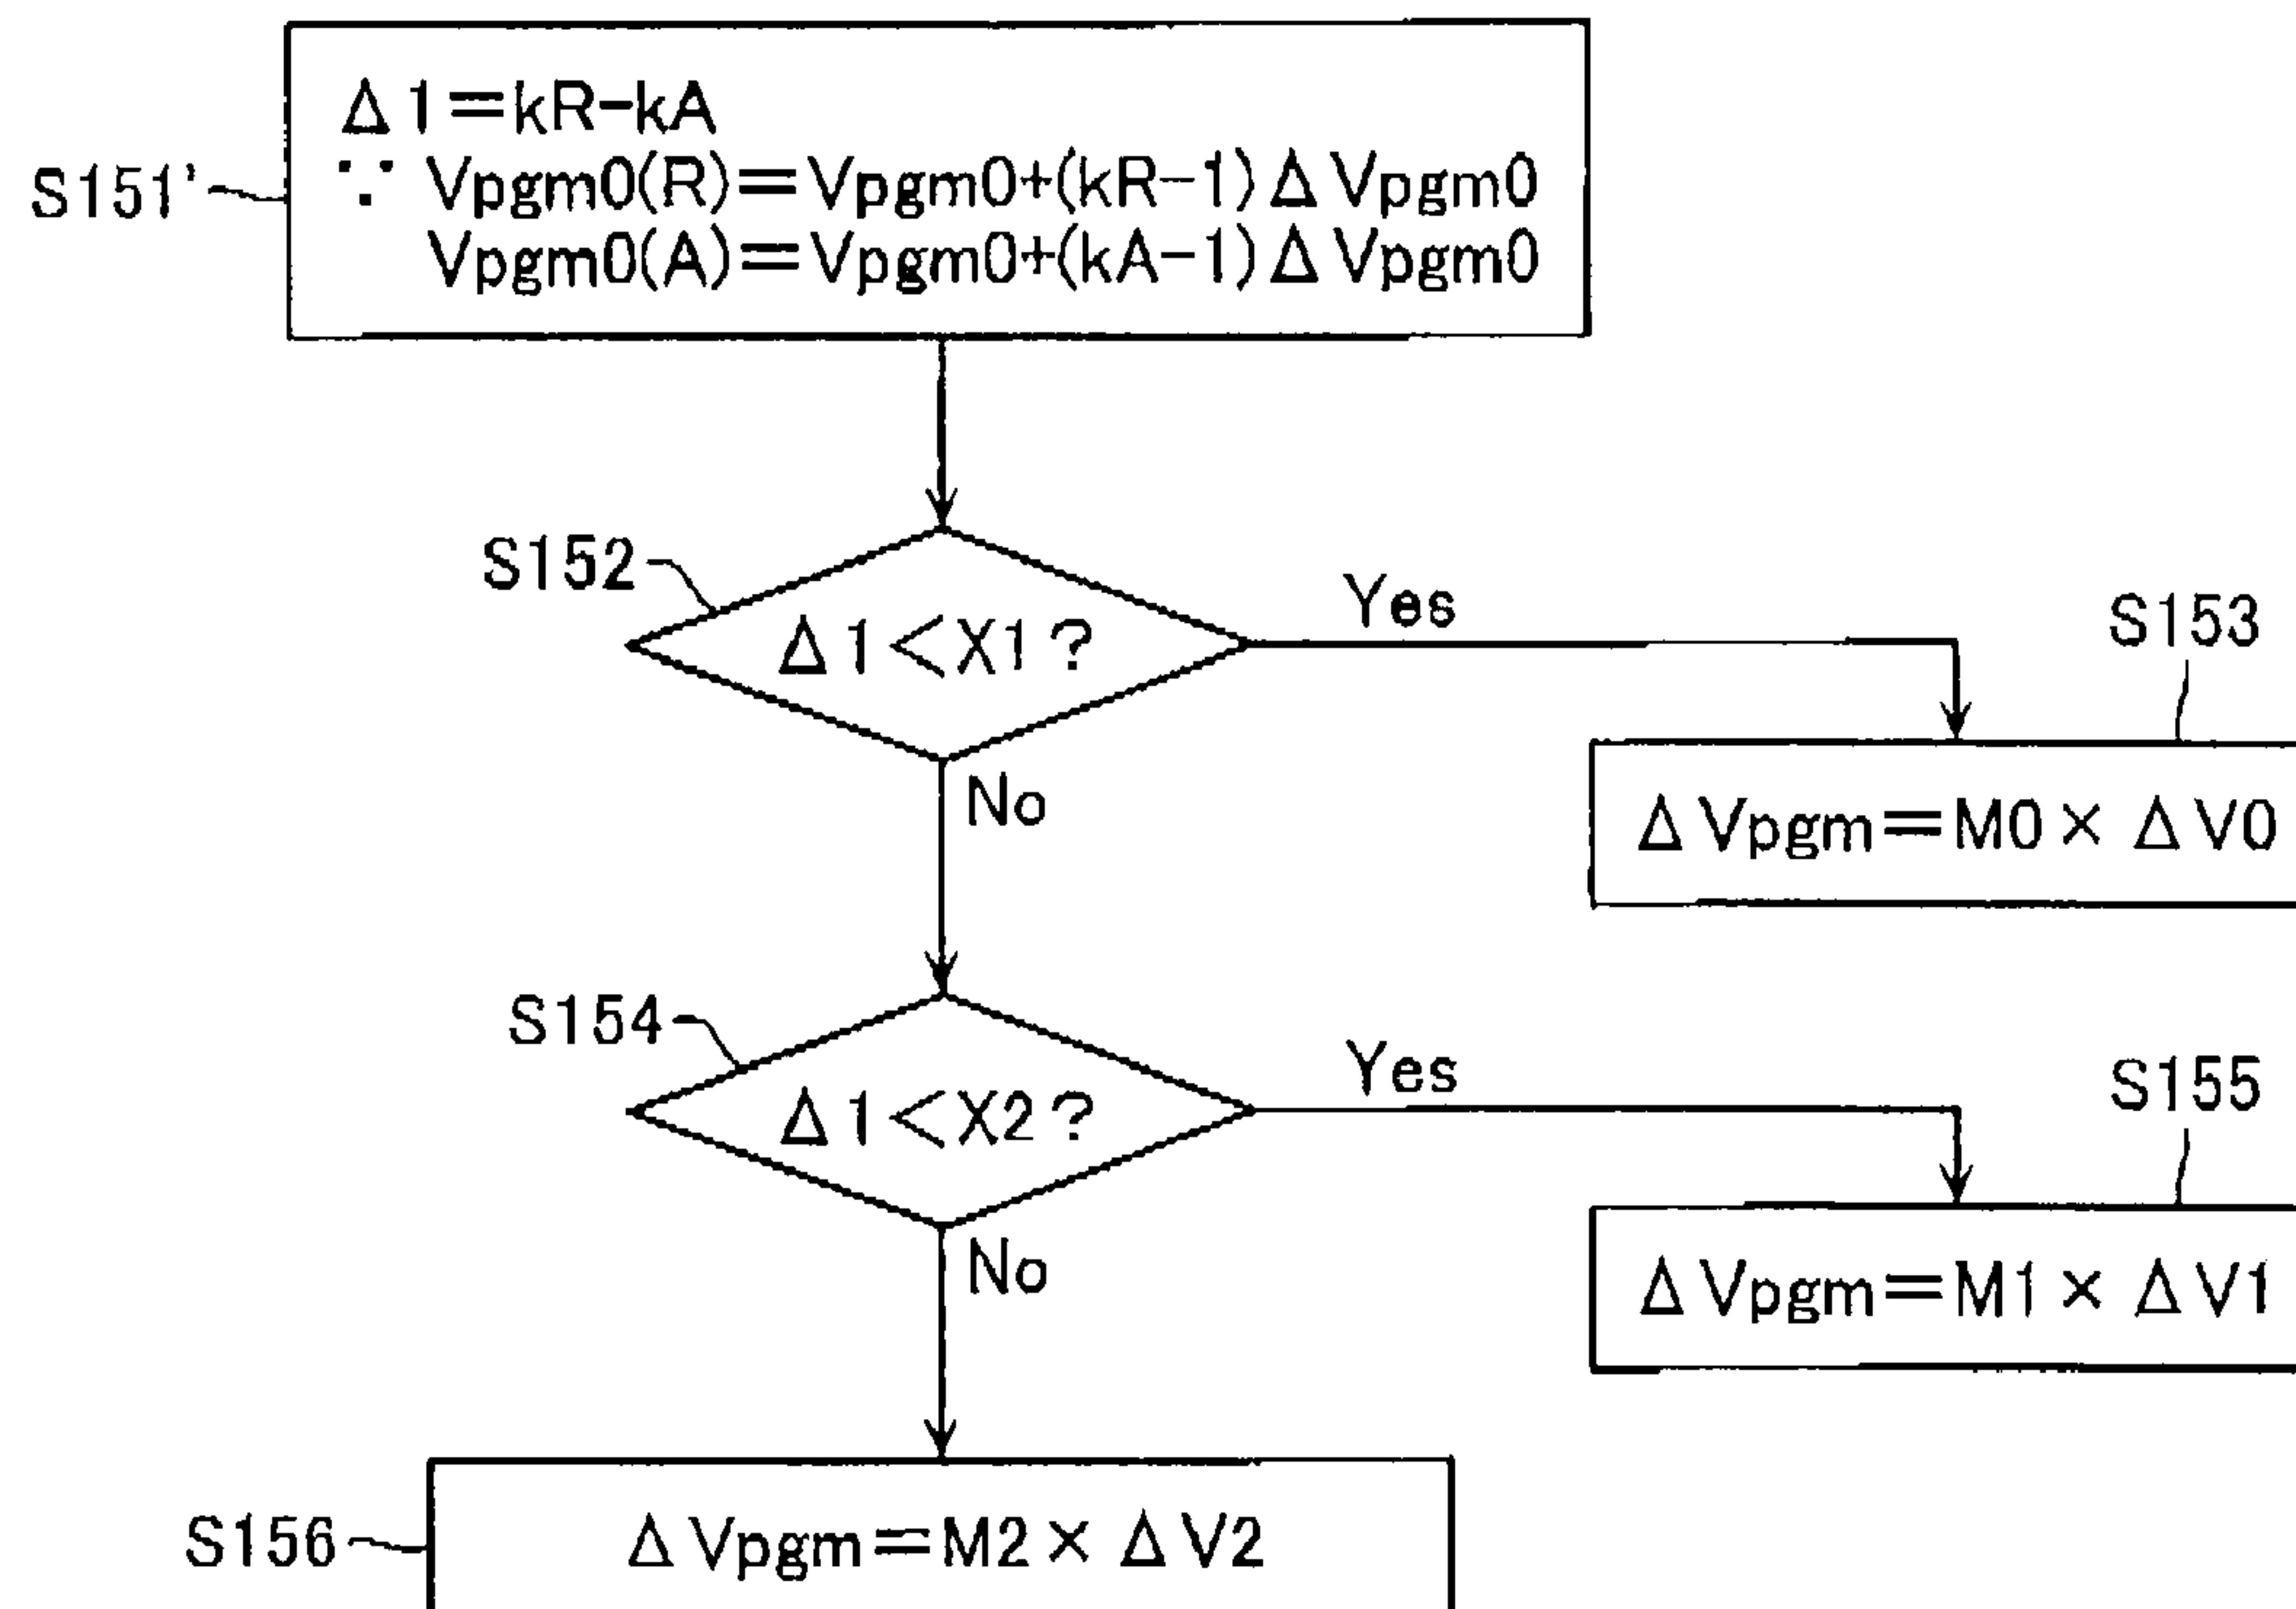 Δ1=kR-kA
∵ Vpgm0(R)=Vpgm0+(kR-1)ΔVpgm0
Vpgm0(A)=Vpgm0+(kA-1)ΔVpgm0
S151'
S152
Δ1<X1?
Yes
S153
No
ΔVpgm=M0×ΔV0
S154
Δ1<X2?
Yes
S155
No
ΔVpgm=M1×ΔV1
S156
ΔVpgm=M2×ΔV2